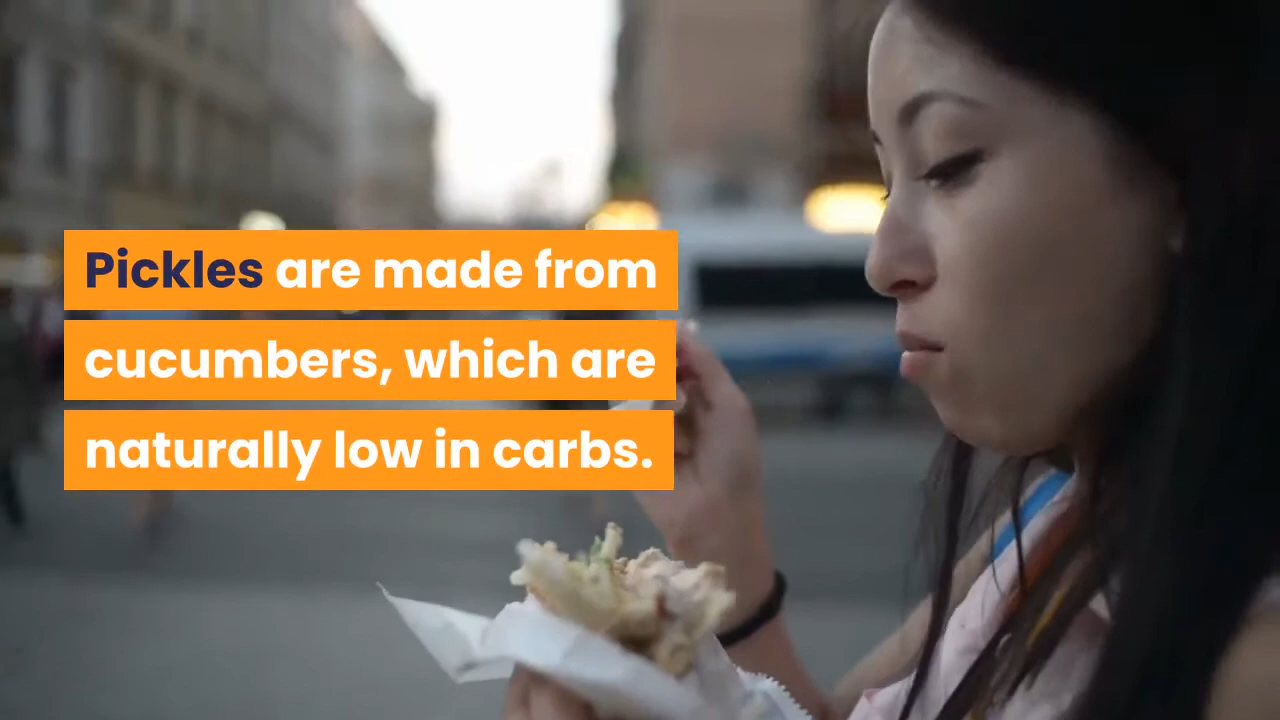 Pickles are made from
cucumbers, which are
naturally low in carbs.